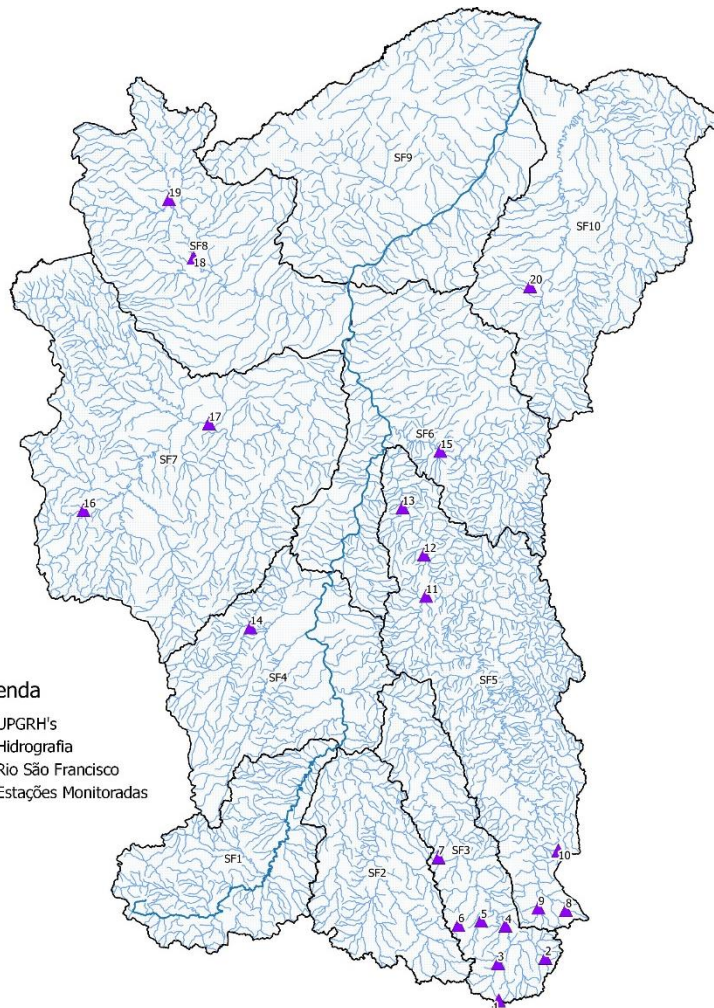 SF9
19
SF8
18
SF10
20
17
SF7
SF6
15
16
13
12
11
14
SF4
SF5
enda
UPGRH's
Hidrografia
Rio São Francisco
Estações Monitoradas
SF1
SF2
7
SF3
10
9
8
6
5
4
3
2